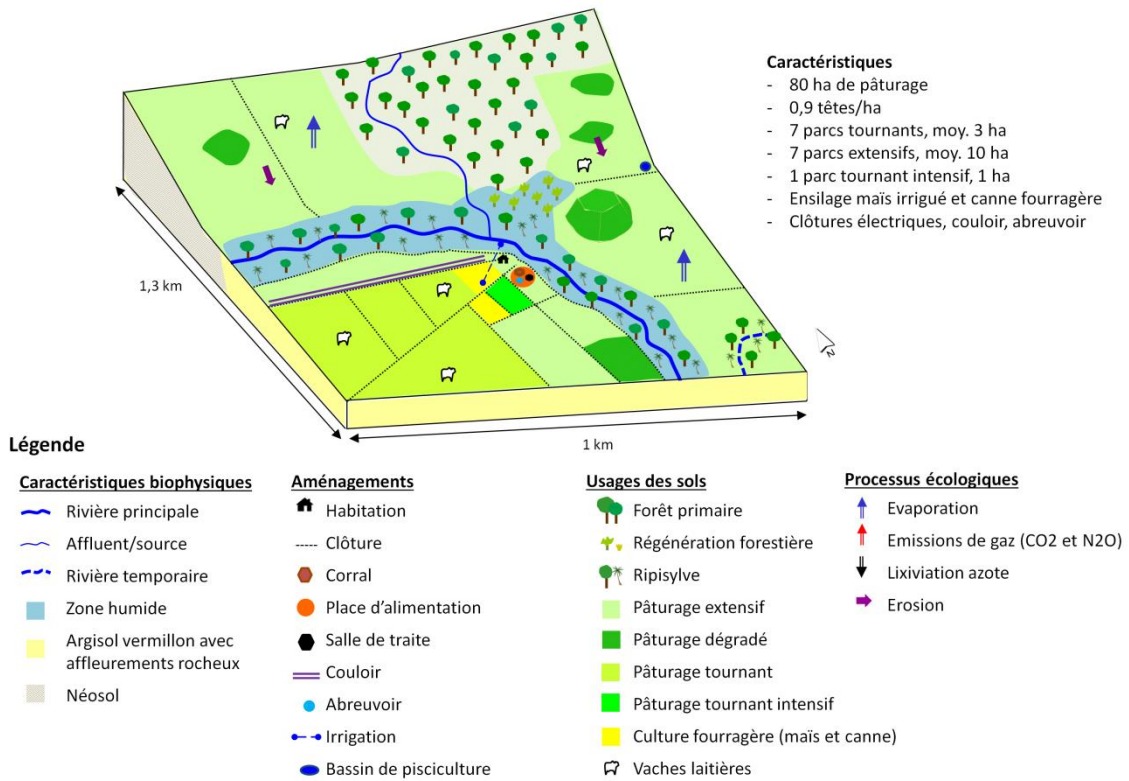 Caractéristiques
- 80 ha de pâturage
- 0,9 têtes/ha
- 7 parcs tournants, moy. 3 ha
- 7 parcs extensifs, moy. 10 ha
- 1 parc tournant intensif, 1 ha
- Ensilage maïs irrigué et canne fourragère
- Clôtures électriques, couloir, abreuvoir
1,3 km
N
1 km
Légende
Caractéristiques biophysiques
Rivière principale
Affluent/source
Rivière temporaire
Zone humide
Argisol vermillon avec
affleurements rocheux
Néosol
Aménagements
Habitation
Clôture
Corral
Place d'alimentation
Salle de traite
Couloir
Abreuvoir
Irrigation
Bassin de pisciculture
Usages des sols
Forêt primaire
Régénération forestière
Ripisylve
Pâturage extensif
Pâturage dégradé
Pâturage tournant
Pâturage tournant intensif
Culture fourragère (maïs et canne)
Vaches laitières
Processus écologiques
Evaporation
Emissions de gaz (CO2 et N2O)
Lixiviation azote
Erosion